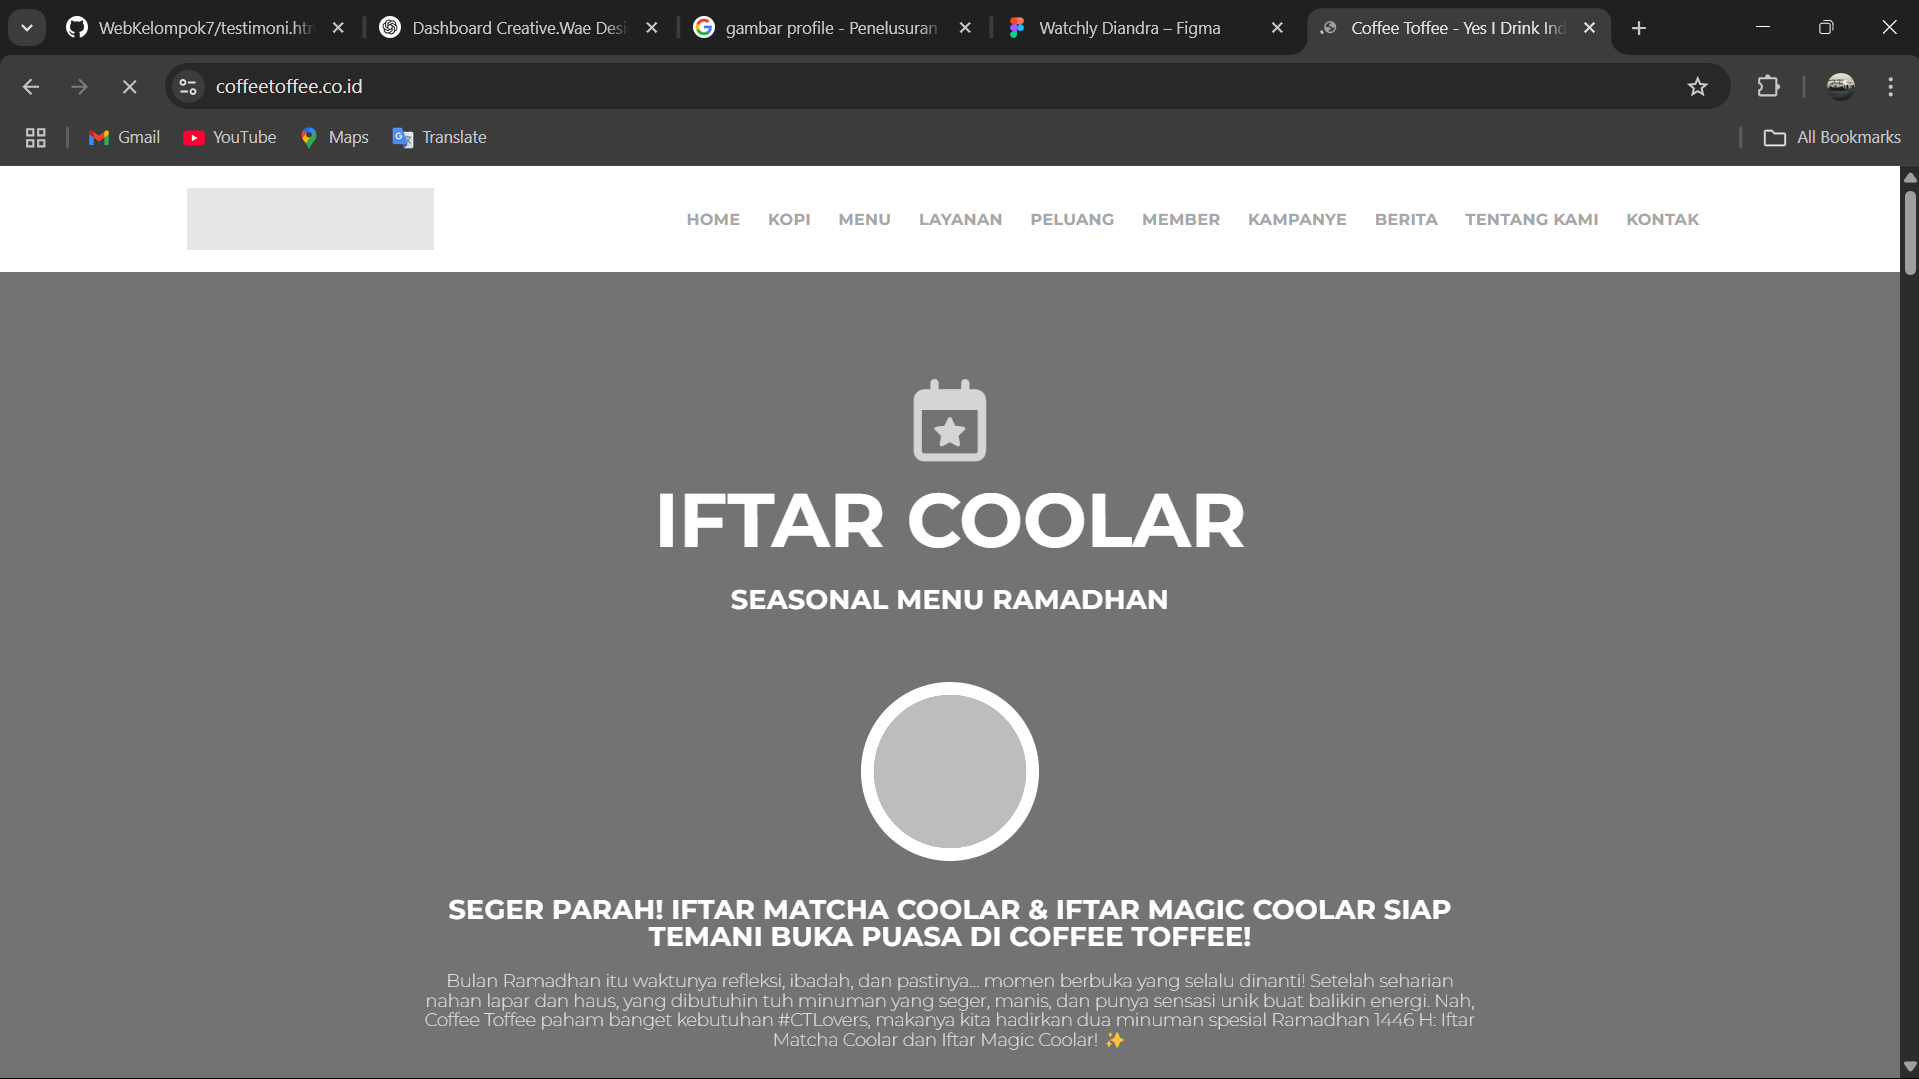 WebKelompok7/testimoni.htm
Dashboard Creative.Wae Desi
gambar profile - Penelusuran
Watchly Diandra – Figma
Coffee Toffee - Yes I Drink Ind
coffeetoffee.co.id
Gmail
YouTube
Maps
Translate
All Bookmarks
HOME KOPI MENU LAYANAN PELUANG MEMBER KAMPANYE BERITA TENTANG KAMI KONTAK
IFTAR COOLAR
SEASONAL MENU RAMADHAN
SEGER PARAH! IFTAR MATCHA COOLAR & IFTAR MAGIC COOLAR SIAP
TEMANI BUKA PUASA DI COFFEE TOFFEE!
Bulan Ramadhan itu waktunya refleksi, ibadah, dan pastinya... momen berbuka yang selalu dinanti! Setelah seharian
nahan lapar dan haus, yang dibutuhin tuh minuman yang seger, manis, dan punya sensasi unik buat balikin energi. Nah,
Coffee Toffee paham banget kebutuhan #CTLovers, makanya kita hadirkan dua minuman spesial Ramadhan 1446 H: Iftar
Matcha Coolar dan Iftar Magic Coolar! ✨